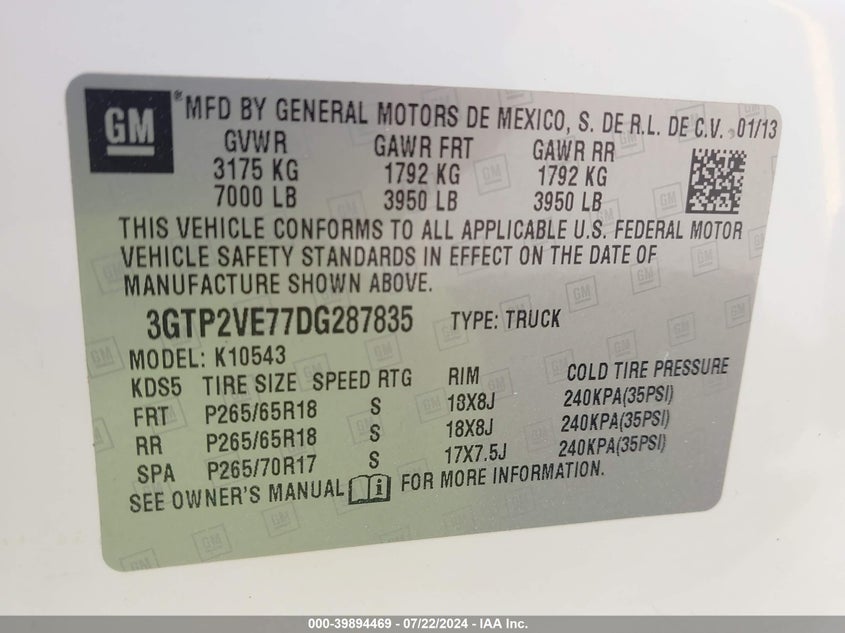 GM ® MFD BY GENERAL MOTORS DE MEXICO, S. DE R.L. DE C.V. 01/13
GVWR GAWR FRT GAWR RR
3175 KG 1792 KG 1792 KG
7000 LB 3950 LB 3950 LB
THIS VEHICLE CONFORMS TO ALL APPLICABLE U.S. FEDERAL MOTOR
VEHICLE SAFETY STANDARDS IN EFFECT ON THE DATE OF
MANUFACTURE SHOWN ABOVE.
3GTP2VE77DG287835 TYPE: TRUCK
MODEL: K10543
KDS5 TIRE SIZE SPEED RTG RIM COLD TIRE PRESSURE
FRT P265/65R18 S 18X8J 240KPA(35PSI)
RR P265/65R18 S 18X8J 240KPA(35PSI)
SPA P265/70R17 S 17X7.5J 240KPA(35PSI)
SEE OWNER'S MANUAL i FOR MORE INFORMATION.
000-39894469 - 07/22/2024 - IAA Inc.